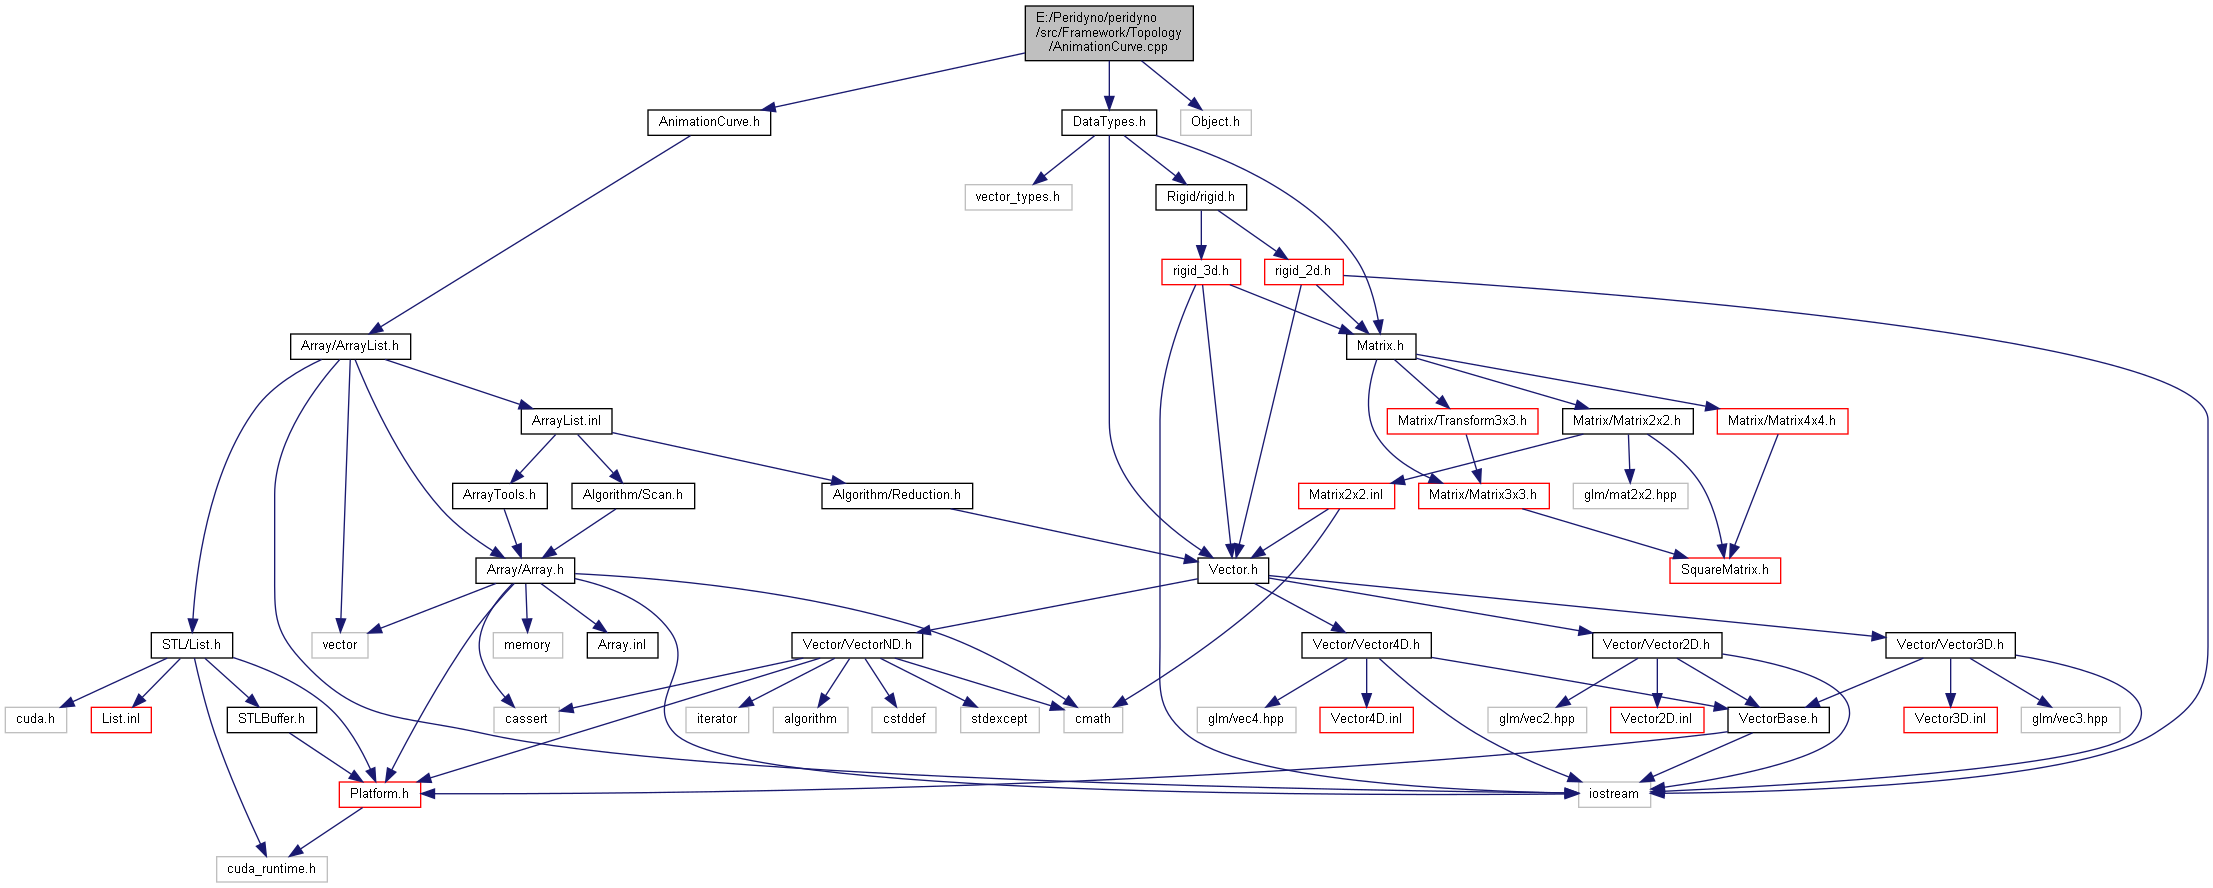 E:/Peridyno/peridyno
/src/Framework/Topology
/AnimationCurve.cpp
AnimationCurve.h
DataTypes.h
Object.h
vector_types.h
Rigid/rigid.h
rigid_3d.h
rigid_2d.h
Array/ArrayList.h
Matrix.h
ArrayList.inl
Matrix/Transform3x3.h
Matrix/Matrix2x2.h
Matrix/Matrix4x4.h
ArrayTools.h
Algorithm/Scan.h
Algorithm/Reduction.h
Matrix2x2.inl
Matrix/Matrix3x3.h
glm/mat2x2.hpp
Array/Array.h
Vector.h
SquareMatrix.h
STL/List.h
vector
memory
Array.inl
Vector/VectorND.h
Vector/Vector4D.h
Vector/Vector2D.h
Vector/Vector3D.h
cuda.h
List.inl
STLBuffer.h
cassert
iterator
algorithm
cstddef
stdexcept
cmath
glm/vec4.hpp
Vector4D.inl
glm/vec2.hpp
Vector2D.inl
VectorBase.h
Vector3D.inl
glm/vec3.hpp
Platform.h
iostream
cuda_runtime.h